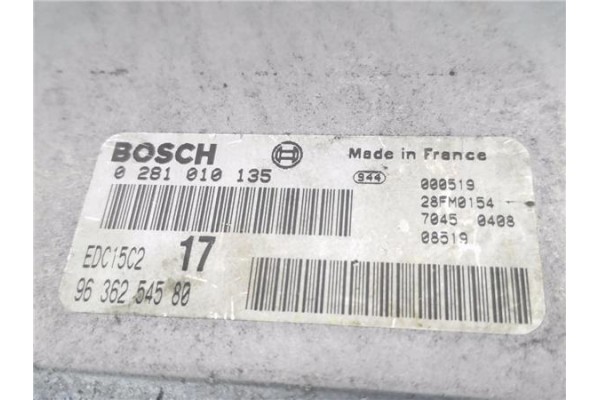 BOSCH
Made in France
0 281 010 135
944
000519
28FM0154
7045 0408
08519
EDC15C2
17
96 362 545 80